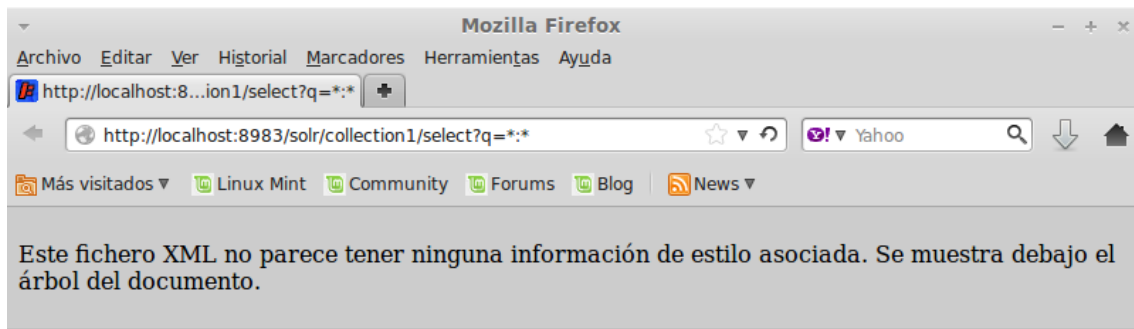 Mozilla Firefox
Archivo Editar Ver Historial Marcadores Herramientas Ayuda
http://localhost:8...ion1/select?q=*:*
http://localhost:8983/solr/collection1/select?q=*:* Y! Yahoo
Más visitados Linux Mint Community Forums Blog News
Este fichero XML no parece tener ninguna información de estilo asociada. Se muestra debajo el
árbol del documento.